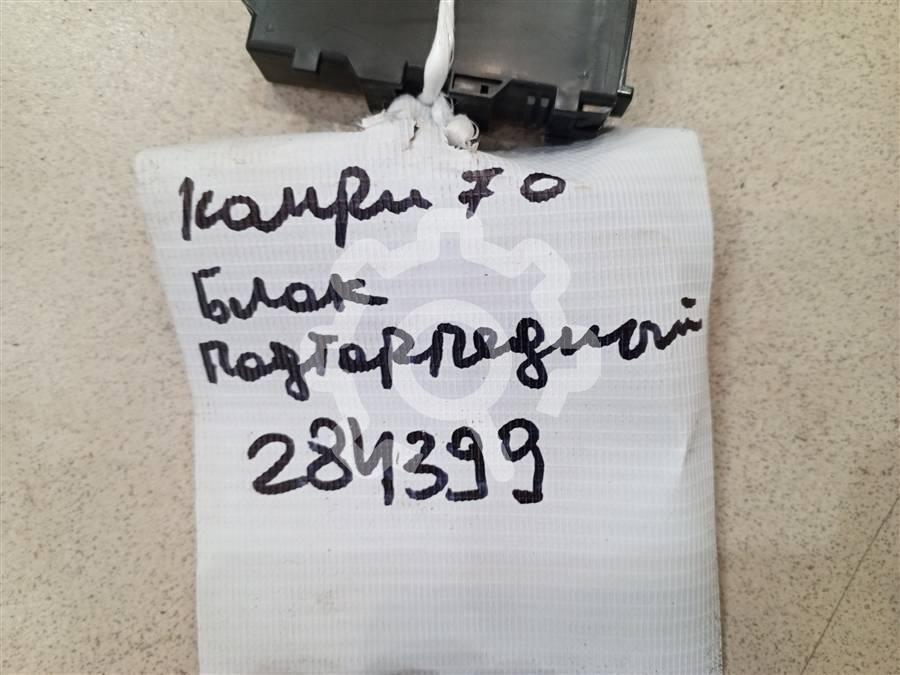 Камри 70
Блок
подторпедный
284399